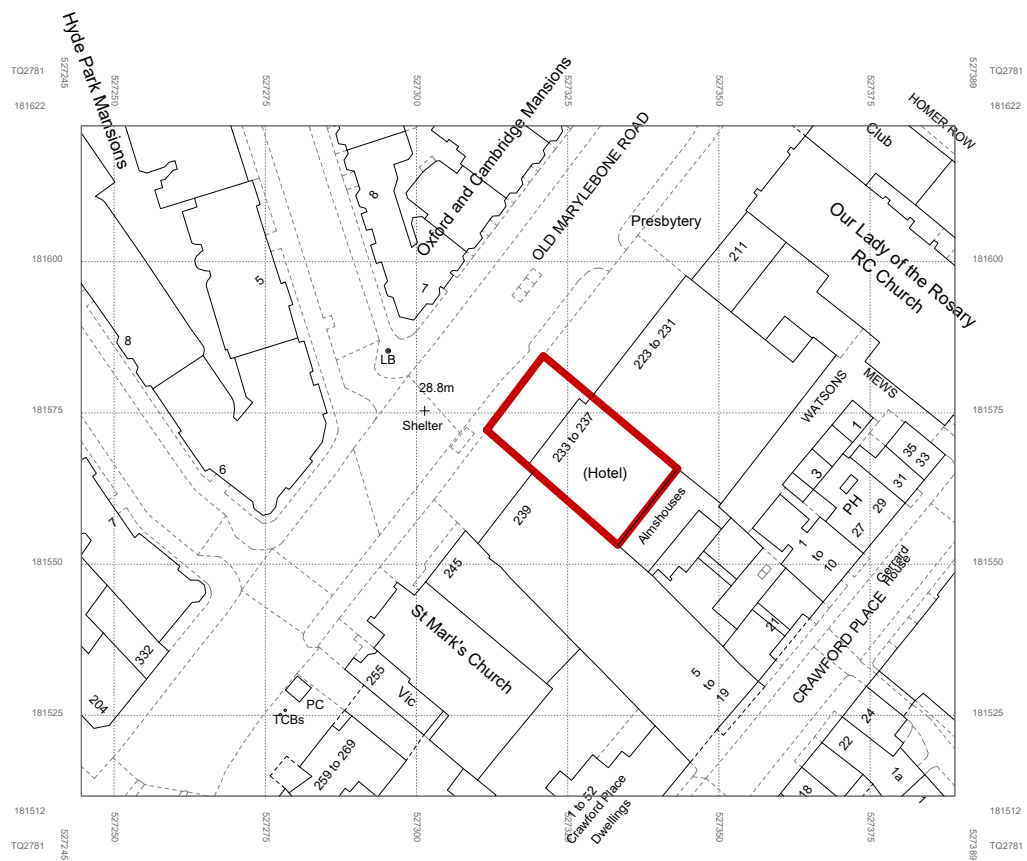 TQ2781
527245
527250
527275
527300
527325
527350
527375
527389
TQ2781
181622
181622
Hyde Park Mansions
Oxford and Cambridge Mansions
OLD MARYLEBONE ROAD
HOMER ROW
Club
8
Presbytery
Our Lady of the Rosary
RC Church
211
181600
181600
5
7
8
LB
223 to 231
28.8m
Shelter
WATSONS
MEWS
181575
181575
233 to 237
(Hotel)
1
35
33
3
31
6
PH
29
239
Almshouses
27
7
1
to
10
181550
181550
245
Gerrard
House
St Mark's Church
21
CRAWFORD PLACE
332
255
Vic
5
to
19
204
PC
TCBs
181525
181525
24
22
259 to 269
1a
18
1
1 to 52
Crawford Place
Dwellings
181512
181512
TQ2781
527245
527250
527275
527300
527325
527350
527375
527389
TQ2781